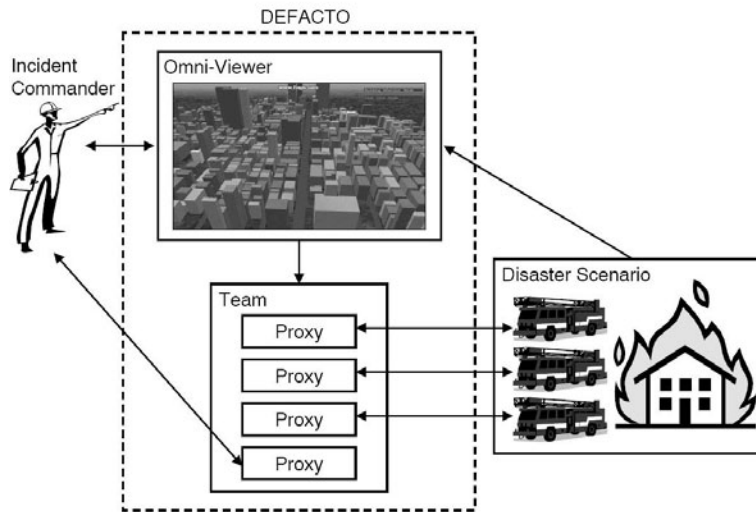 DEFACTO
Incident
Commander
Omni-Viewer
Team
Proxy
Proxy
Proxy
Proxy
Disaster Scenario